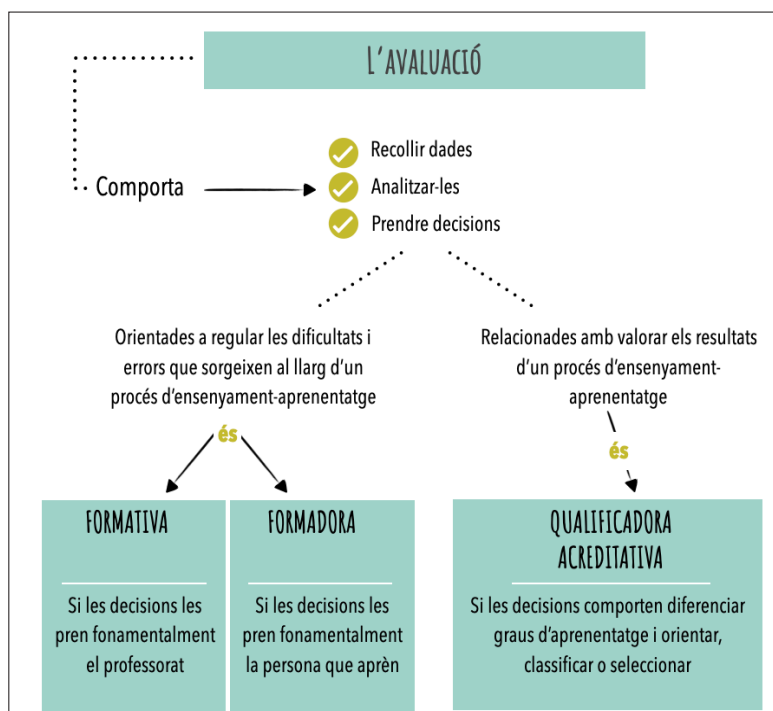 L'AVALUACIÓ
Comporta
Recollir dades
Analitzar-les
Prendre decisions
Orientades a regular les dificultats i
errors que sorgeixen al llarg d'un
procés d'ensenyament-aprenentatge
és
Relacionades amb valorar els resultats
d'un procés d'ensenyament-
aprenentatge
és
FORMATIVA
Si les decisions les
pren fonamentalment
el professorat
FORMADORA
Si les decisions les
pren fonamentalment
la persona que aprèn
QUALIFICADORA
ACREDITATIVA
Si les decisions comporten diferenciar
graus d'aprenentatge i orientar,
classificar o seleccionar